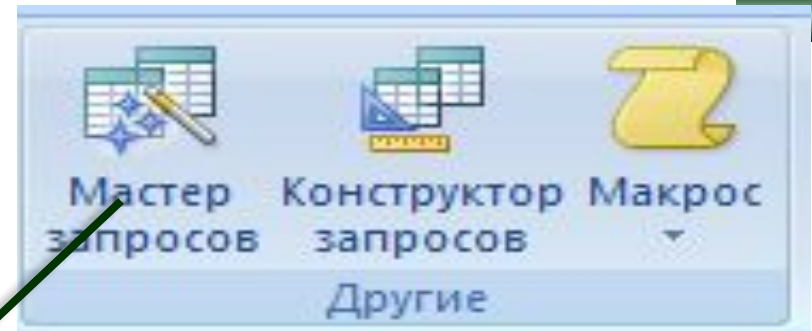 Мастер запросов
Конструктор запросов
Макрос
Другие